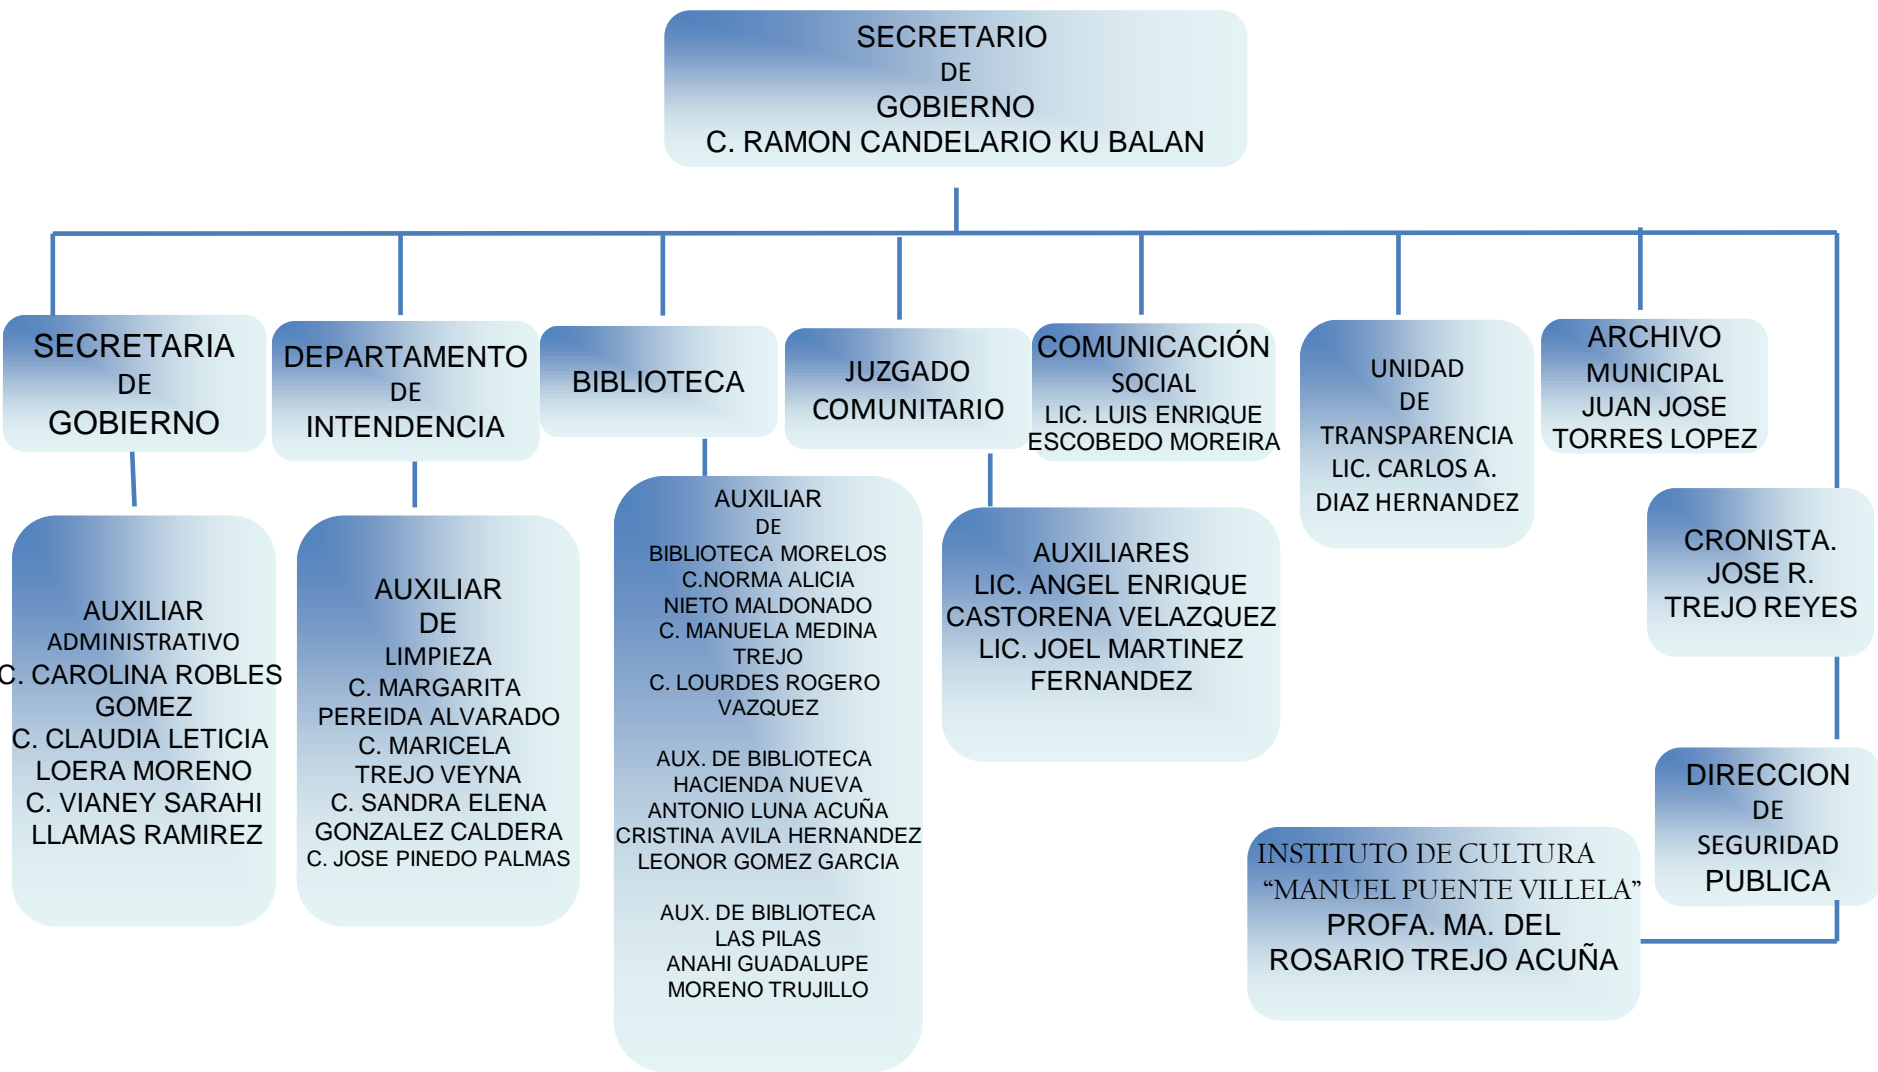 SECRETARIO
DE
GOBIERNO
C. RAMON CANDELARIO KU BALAN
SECRETARIA
DE
GOBIERNO
DEPARTAMENTO
DE
INTENDENCIA
BIBLIOTECA
JUZGADO
COMUNITARIO
COMUNICACIÓN
SOCIAL
LIC. LUIS ENRIQUE
ESCOBEDO MOREIRA
UNIDAD
DE
TRANSPARENCIA
LIC. CARLOS A.
DIAZ HERNANDEZ
ARCHIVO
MUNICIPAL
JUAN JOSE
TORRES LOPEZ
AUXILIAR
ADMINISTRATIVO
C. CAROLINA ROBLES
GOMEZ
C. CLAUDIA LETICIA
LOERA MORENO
C. VIANEY SARAHI
LLAMAS RAMIREZ
AUXILIAR
DE
LIMPIEZA
C. MARGARITA
PEREIDA ALVARADO
C. MARICELA
TREJO VEYNA
C. SANDRA ELENA
GONZALEZ CALDERA
C. JOSE PINEDO PALMAS
AUXILIAR
DE
BIBLIOTECA MORELOS
C.NORMA ALICIA
NIETO MALDONADO
C. MANUELA MEDINA
TREJO
C. LOURDES ROGERO
VAZQUEZ
AUX. DE BIBLIOTECA
HACIENDA NUEVA
ANTONIO LUNA ACUÑA
CRISTINA AVILA HERNANDEZ
LEONOR GOMEZ GARCIA
AUX. DE BIBLIOTECA
LAS PILAS
ANAHI GUADALUPE
MORENO TRUJILLO
AUXILIARES
LIC. ANGEL ENRIQUE
CASTORENA VELAZQUEZ
LIC. JOEL MARTINEZ
FERNANDEZ
CRONISTA.
JOSE R.
TREJO REYES
DIRECCION
DE
SEGURIDAD
PUBLICA
INSTITUTO DE CULTURA
“MANUEL PUENTE VILLELA”
PROFA. MA. DEL
ROSARIO TREJO ACUÑA